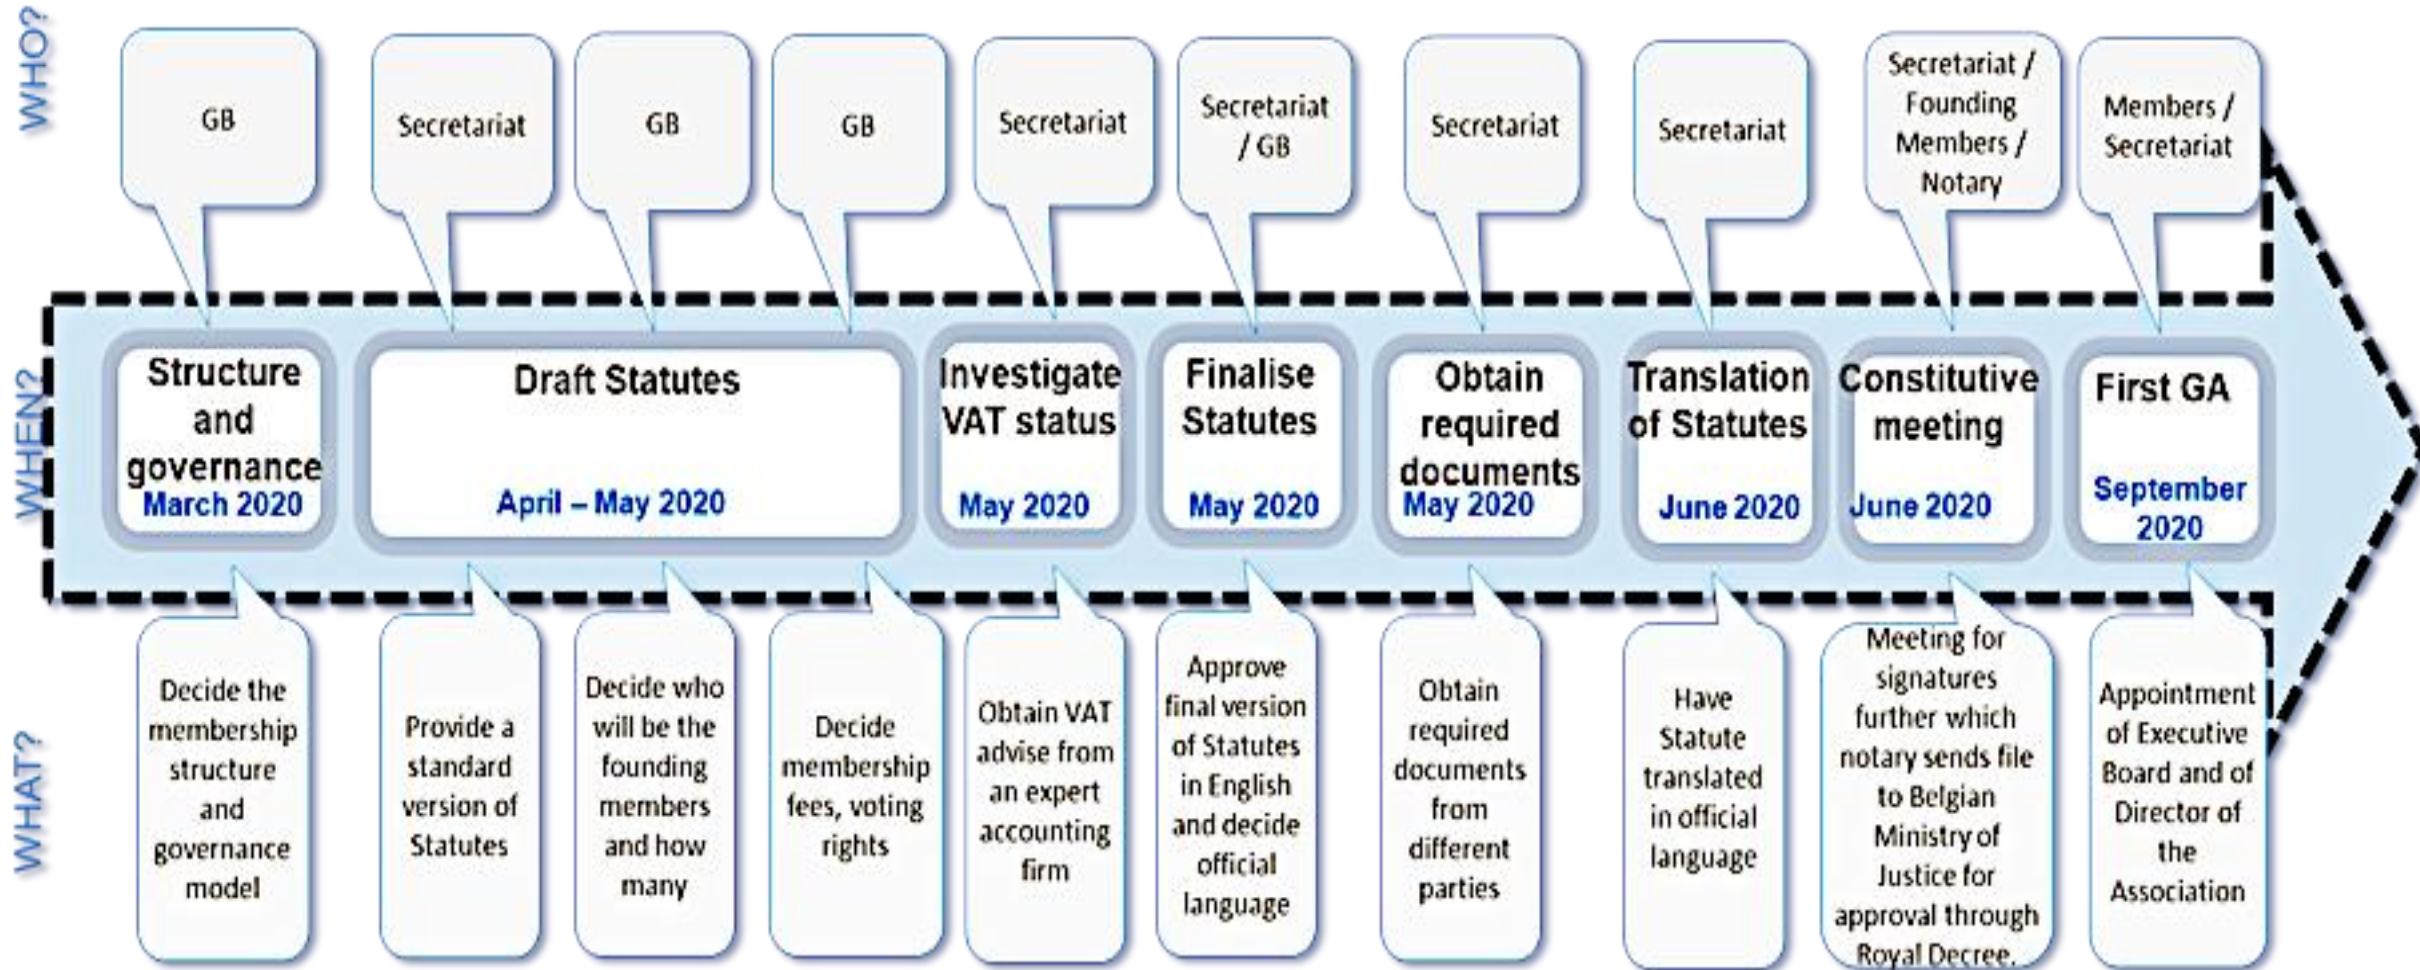 WHO?
GB
Secretariat
GB
GB
Secretariat
Secretariat
/ GB
Secretariat
Secretariat
Secretariat /
Founding
Members /
Notary
Members /
Secretariat
WHEN?
Structure
and
governance
March 2020
Draft Statutes
April – May 2020
Investigate
VAT status
May 2020
Finalise
Statutes
May 2020
Obtain
required
documents
May 2020
Translation
of Statutes
June 2020
Constitutive
meeting
June 2020
First GA
September
2020
WHAT?
Decide the
membership
structure
and
governance
model
Provide a
standard
version of
Statutes
Decide who
will be the
founding
members
and how
many
Decide
membership
fees, voting
rights
Obtain VAT
advise from
an expert
accounting
firm
Approve
final version
of Statutes
in English
and decide
official
language
Obtain
required
documents
from
different
parties
Have
Statute
translated
in official
language
Meeting for
signatures
further which
notary sends file
to Belgian
Ministry of
Justice for
approval through
Royal Decree.
Appointment
of Executive
Board and of
Director of
the
Association